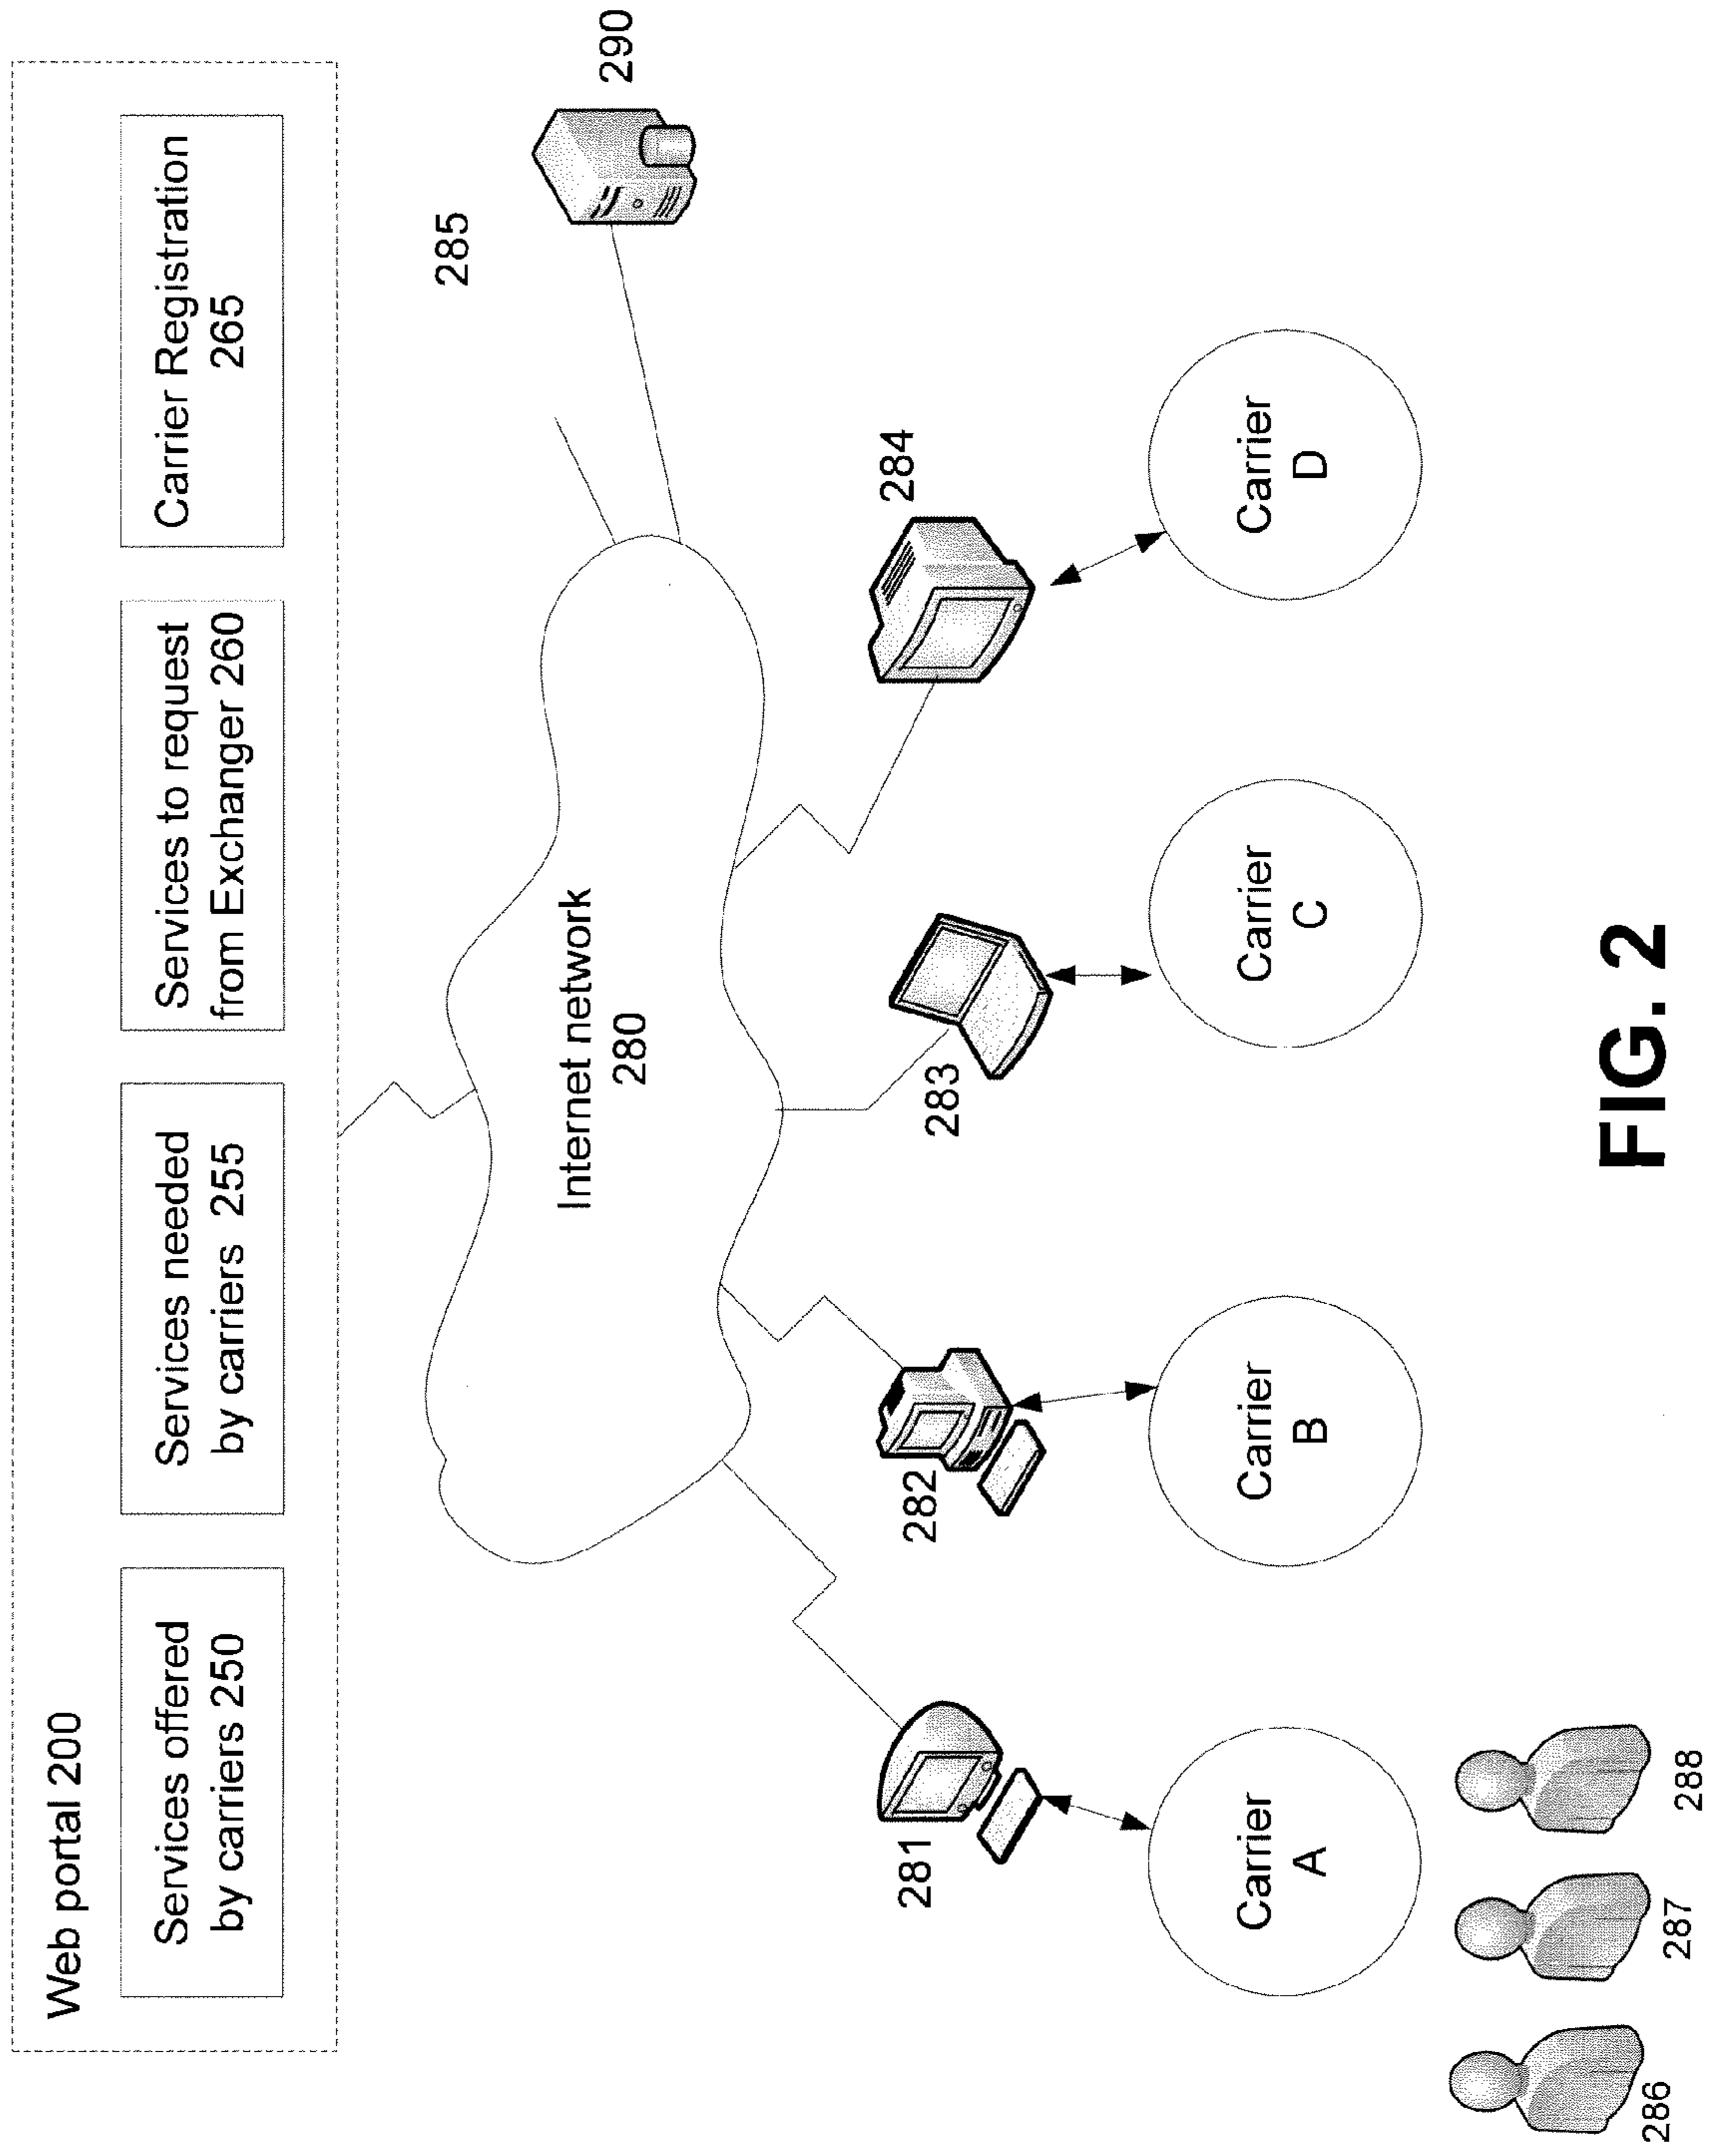 Web portal 200
Services offered
by carriers 250
Services needed
by carriers 255
Services to request
from Exchanger 260
Carrier Registration
265
285
290
Internet network
280
281
282
283
284
Carrier
A
Carrier
B
Carrier
C
Carrier
D
286
287
288
FIG. 2